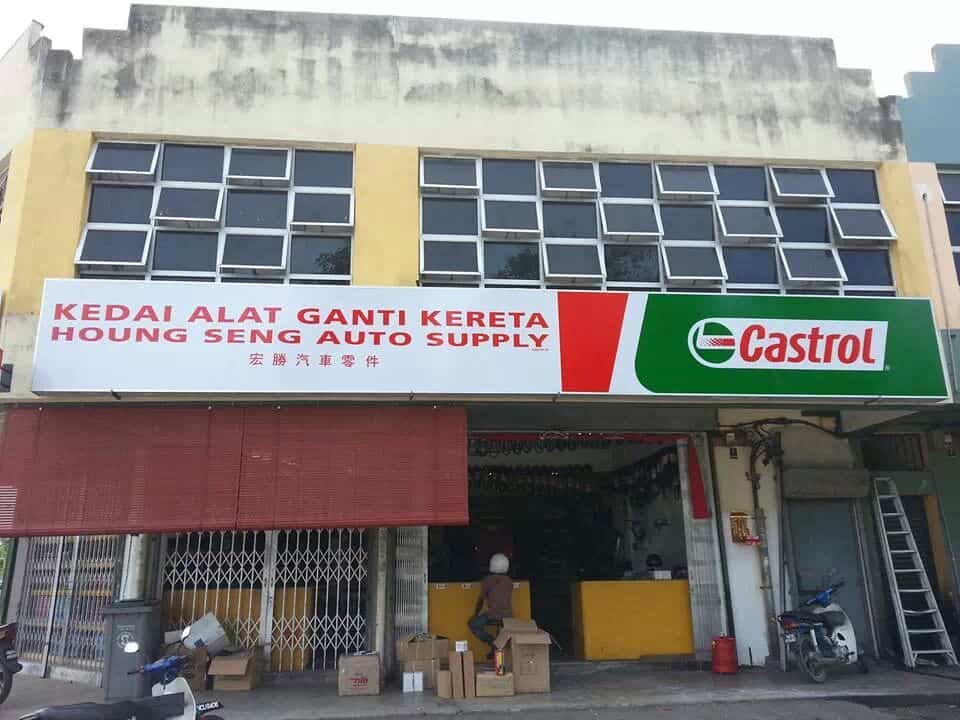 KEDAI ALAT GANTI KERETA
HOUNG SENG AUTO SUPPLY
宏勝汽車零件
Castrol